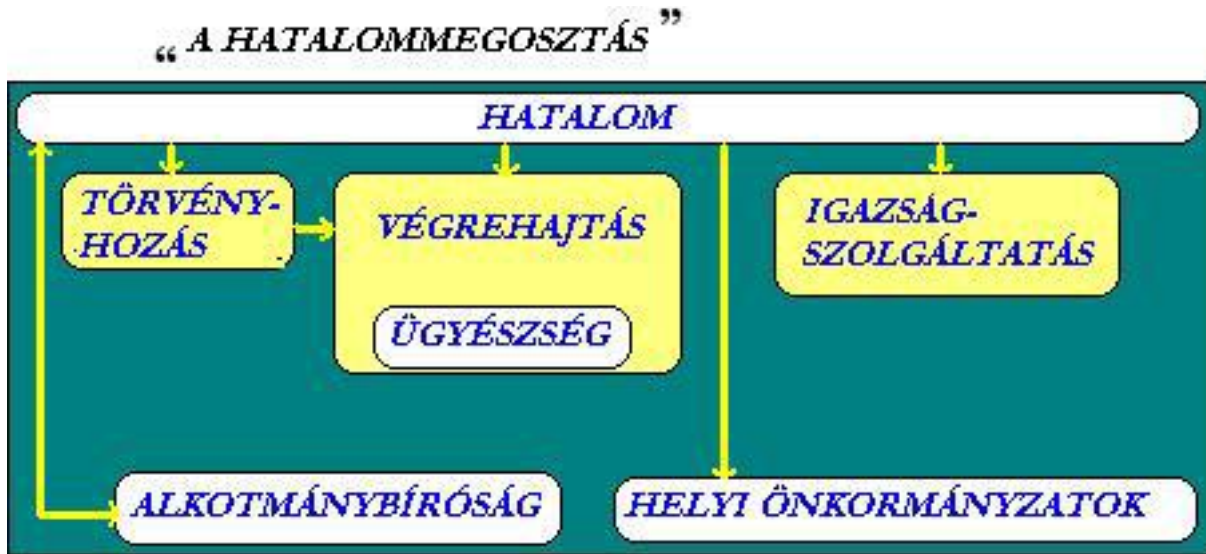 „ A HATALOMMEGOSZTÁS ”
HATALOM
TÖRVÉNY-
HOZÁS
VÉGREHAJTÁS
ÜGYÉSZSÉG
IGAZSÁG-
SZOLGÁLTATÁS
ALKOTMÁNYBÍRÓSÁG
HELYI ÖNKORMÁNYZATOK